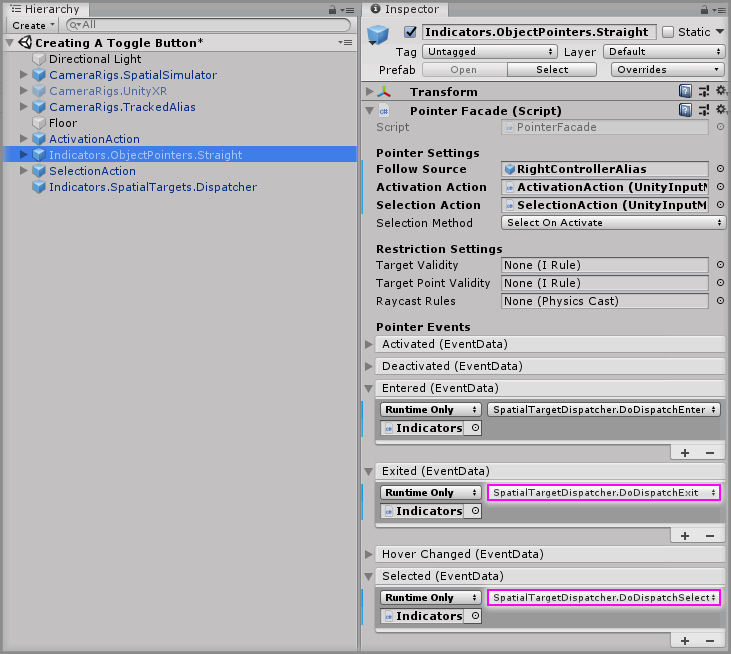 Hierarchy
Create
All
Creating A Toggle Button*
Directional Light
CameraRigs.SpatialSimulator
CameraRigs.UnityXR
CameraRigs.TrackedAlias
Floor
ActivationAction
Indicators.ObjectPointers.Straight
SelectionAction
Indicators.SpatialTargets.Dispatcher
Inspector
Indicators.ObjectPointers.Straight
Static
Tag Untagged Layer Default
Prefab Open Select Overrides
Transform
Pointer Facade (Script)
Script PointerFacade
Pointer Settings
Follow Source RightControllerAlias
Activation Action ActivationAction (UnityInputM
Selection Action SelectionAction (UnityInputM
Selection Method Select On Activate
Restriction Settings
Target Validity None (I Rule)
Target Point Validity None (I Rule)
Raycast Rules None (Physics Cast)
Pointer Events
Activated (EventData)
Deactivated (EventData)
Entered (EventData)
Runtime Only SpatialTargetDispatcher.DoDispatchEnter
Indicators
Exited (EventData)
Runtime Only SpatialTargetDispatcher.DoDispatchExit
Indicators
Hover Changed (EventData)
Selected (EventData)
Runtime Only SpatialTargetDispatcher.DoDispatchSelect
Indicators